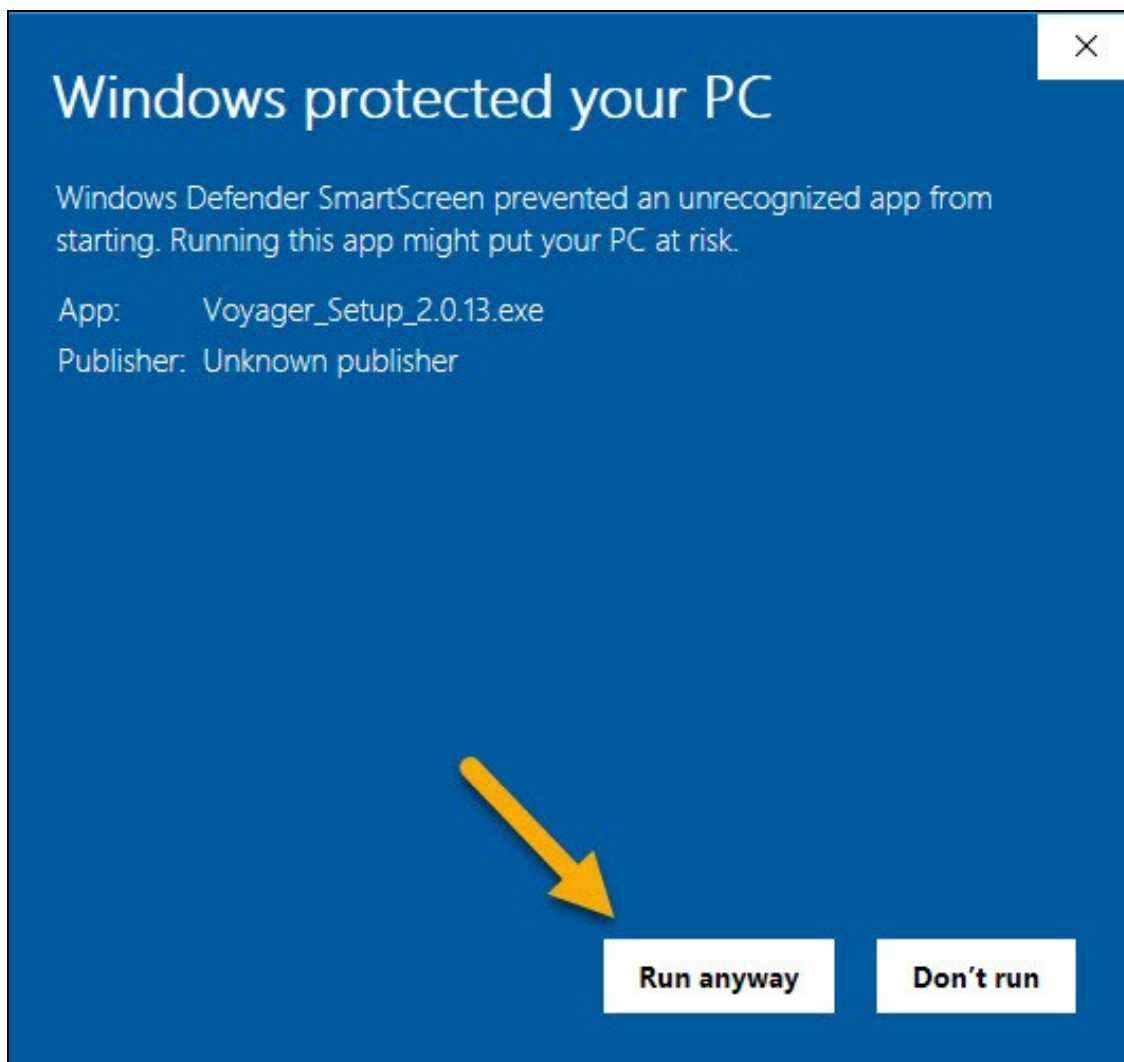 Windows protected your PC
Windows Defender SmartScreen prevented an unrecognized app from
starting. Running this app might put your PC at risk.
App: Voyager_Setup_2.0.13.exe
Publisher: Unknown publisher
Run anyway Don’t run